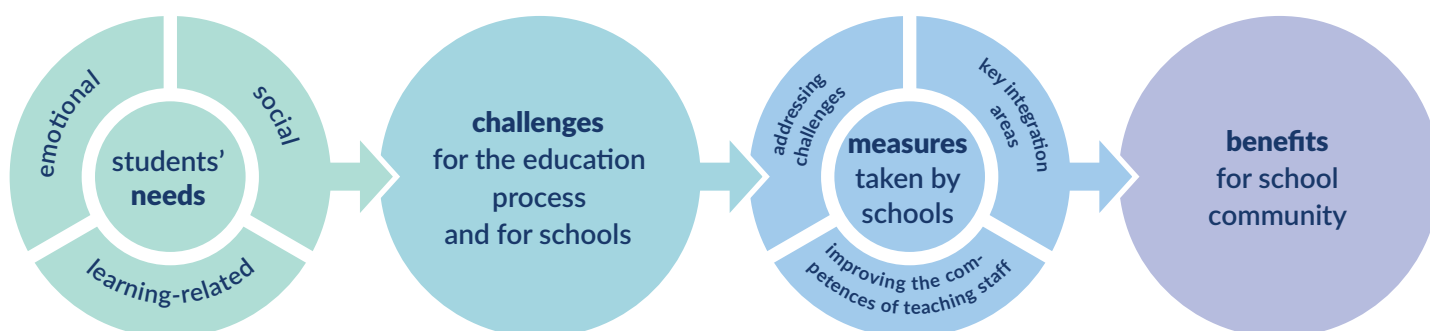 emotional
social
learning-related
students’
needs
challenges
for the education
process
and for schools
addressing
challenges
key integration
areas
improving the com-
petences of teaching staff
measures
taken by
schools
benefits
for school
community